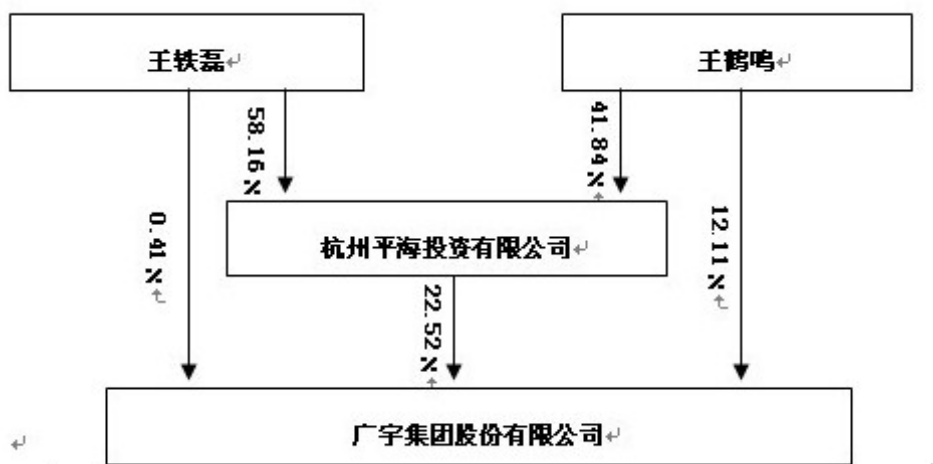 王铁磊
王鹤鸣
58.16%
41.84%
0.41%
12.11%
杭州平海投资有限公司
22.52%
广宇集团股份有限公司